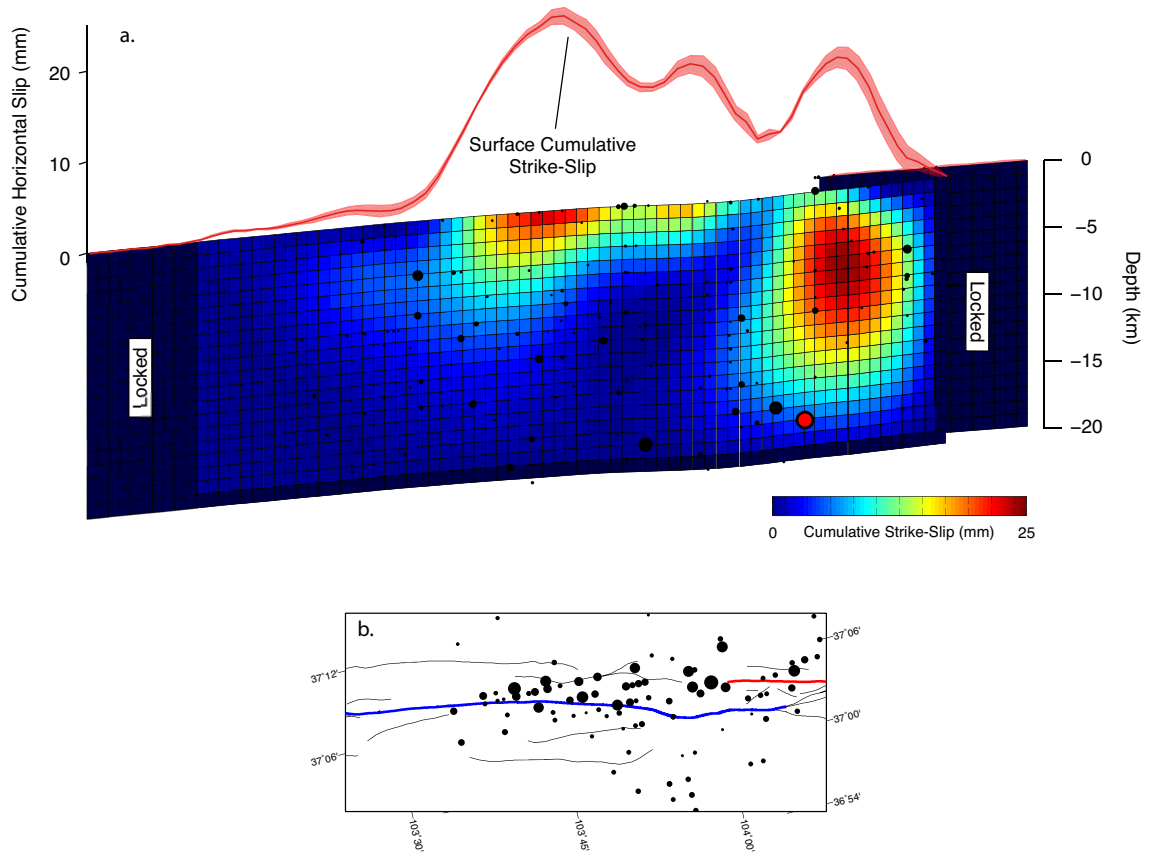 a.
Cumulative Horizontal Slip (mm)
20
10
0
Surface Cumulative
Strike-Slip
Locked
Locked
0
−5
−10
−15
−20
Depth (km)
0
Cumulative Strike-Slip (mm)
25
b.
37˚12'
37˚06'
37˚06'
37˚00'
36˚54'
103˚30'
103˚45'
104˚00'